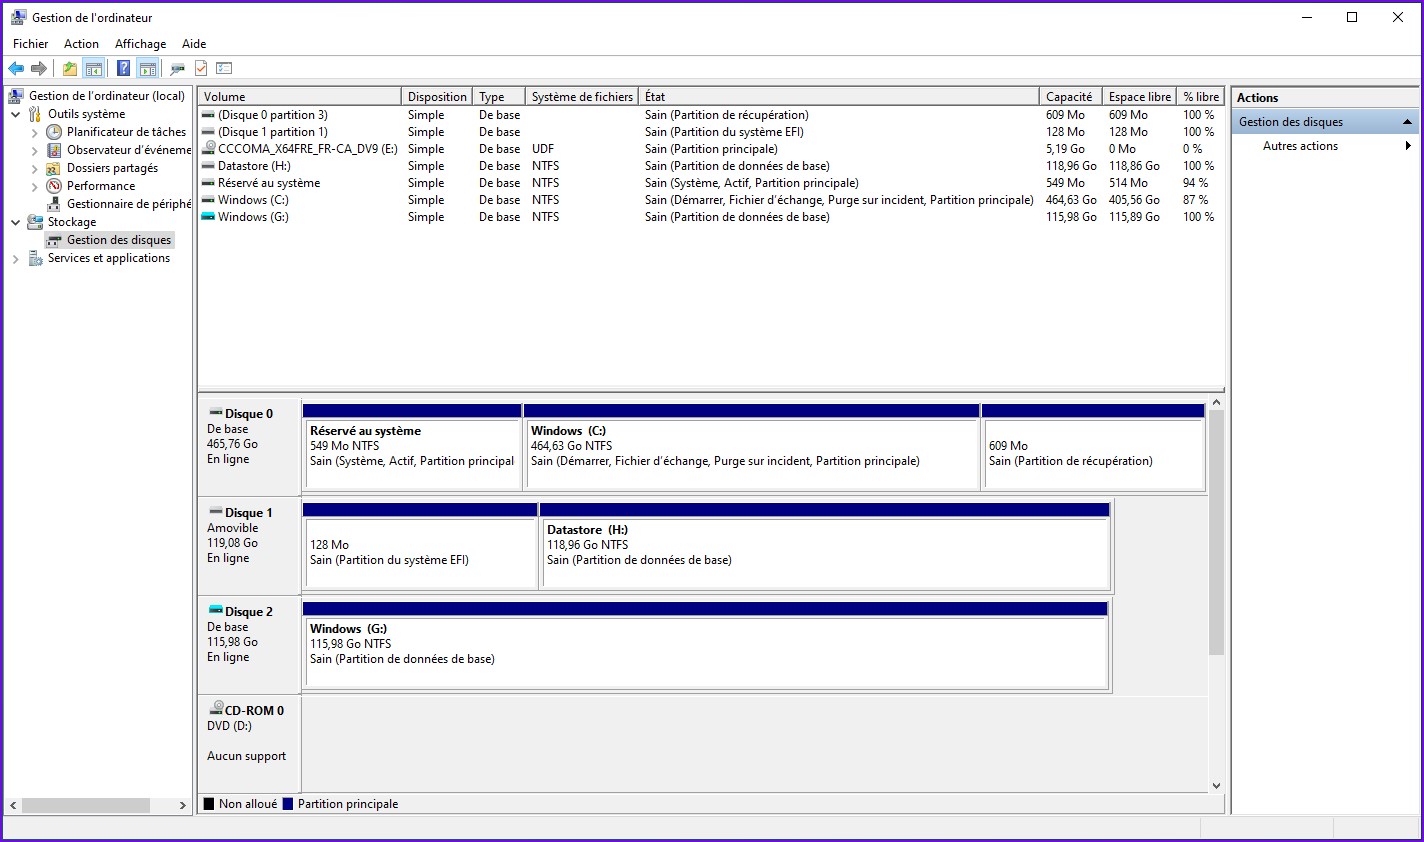 Gestion de l'ordinateur
Fichier Action Affichage Aide
Gestion de l'ordinateur (local)
Outils système
Planificateur de tâches
Observateur d'événeme
Dossiers partagés
Performance
Gestionnaire de périphé
Stockage
Gestion des disques
Services et applications
Volume Disposition Type Système de fichiers État Capacité Espace libre % libre
(Disque 0 partition 3) Simple De base Sain (Partition de récupération) 609 Mo 609 Mo 100 %
(Disque 1 partition 1) Simple De base Sain (Partition du système EFI) 128 Mo 128 Mo 100 %
CCCOMA_X64FRE_FR-CA_DV9 (E:) Simple De base UDF Sain (Partition principale) 5,19 Go 0 Mo 0 %
Datastore (H:) Simple De base NTFS Sain (Partition de données de base) 118,96 Go 118,86 Go 100 %
Réservé au système Simple De base NTFS Sain (Système, Actif, Partition principale) 549 Mo 514 Mo 94 %
Windows (C:) Simple De base NTFS Sain (Démarrer, Fichier d'échange, Purge sur incident, Partition principale) 464,63 Go 405,56 Go 87 %
Windows (G:) Simple De base NTFS Sain (Partition de données de base) 115,98 Go 115,89 Go 100 %
Disque 0
De base
465,76 Go
En ligne
Réservé au système
549 Mo NTFS
Sain (Système, Actif, Partition principal
Windows (C:)
464,63 Go NTFS
Sain (Démarrer, Fichier d'échange, Purge sur incident, Partition principale)
609 Mo
Sain (Partition de récupération)
Disque 1
Amovible
119,08 Go
En ligne
128 Mo
Sain (Partition du système EFI)
Datastore (H:)
118,96 Go NTFS
Sain (Partition de données de base)
Disque 2
De base
115,98 Go
En ligne
Windows (G:)
115,98 Go NTFS
Sain (Partition de données de base)
CD-ROM 0
DVD (D:)
Aucun support
Non alloué Partition principale
Actions
Gestion des disques
Autres actions